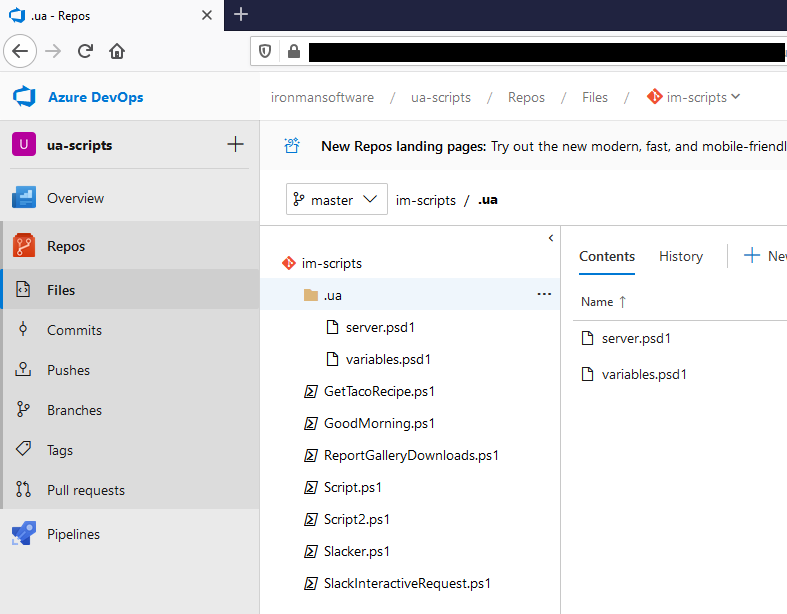 .ua - Repos
Azure DevOps
ironmansoftware / ua-scripts / Repos / Files / im-scripts
U ua-scripts
New Repos landing pages: Try out the new modern, fast, and mobile-friendl
Overview
master im-scripts / .ua
Repos
Files
Commits
Pushes
Branches
Tags
Pull requests
Pipelines
im-scripts
.ua
server.psd1
variables.psd1
GetTacoRecipe.ps1
GoodMorning.ps1
ReportGalleryDownloads.ps1
Script.ps1
Script2.ps1
Slacker.ps1
SlackInteractiveRequest.ps1
Contents History Nev
Name ↑
server.psd1
variables.psd1